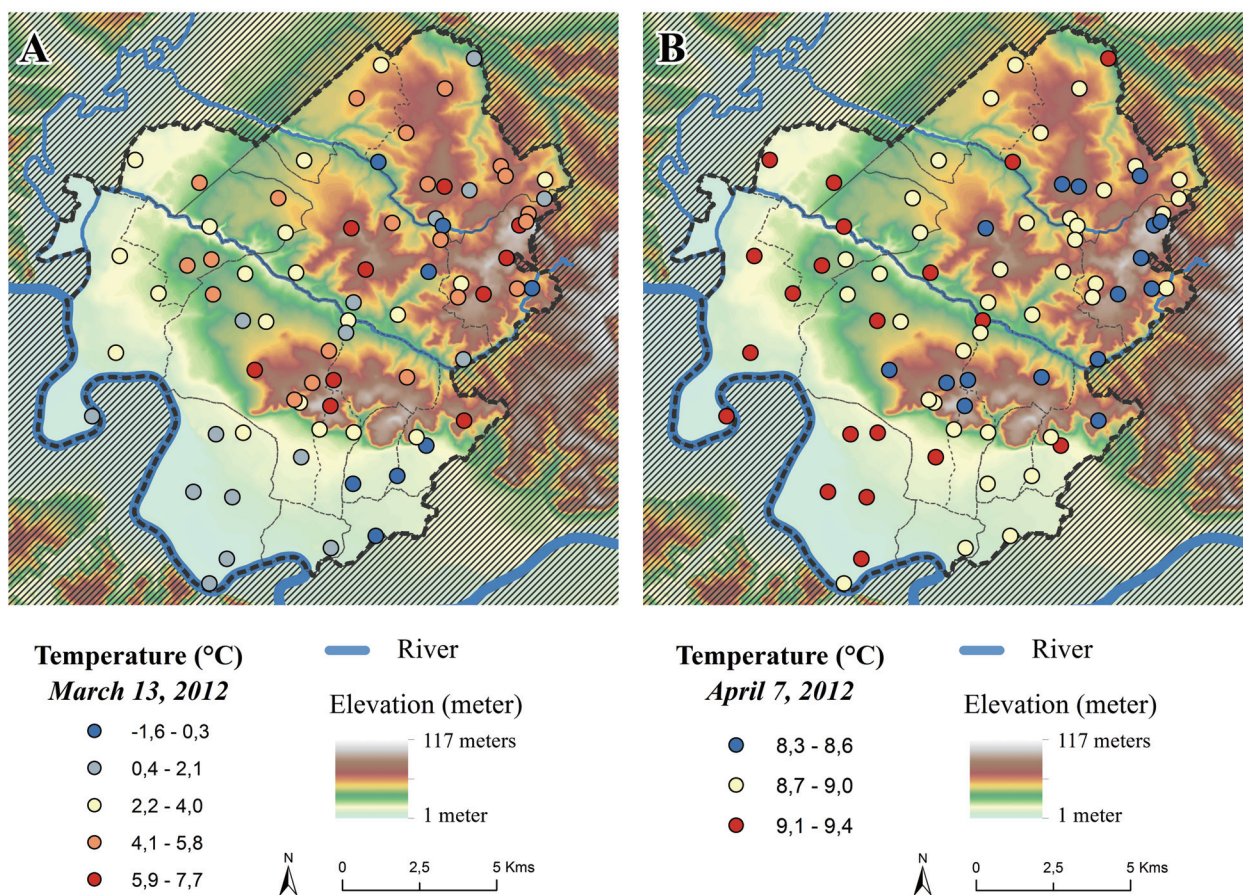 A
B
Temperature (°C)
March 13, 2012
-1,6 - 0,3
0,4 - 2,1
2,2 - 4,0
4,1 - 5,8
5,9 - 7,7
River
Elevation (meter)
117 meters
1 meter
N
0 2,5 5 Kms
Temperature (°C)
April 7, 2012
8,3 - 8,6
8,7 - 9,0
9,1 - 9,4
River
Elevation (meter)
117 meters
1 meter
N
0 2,5 5 Kms